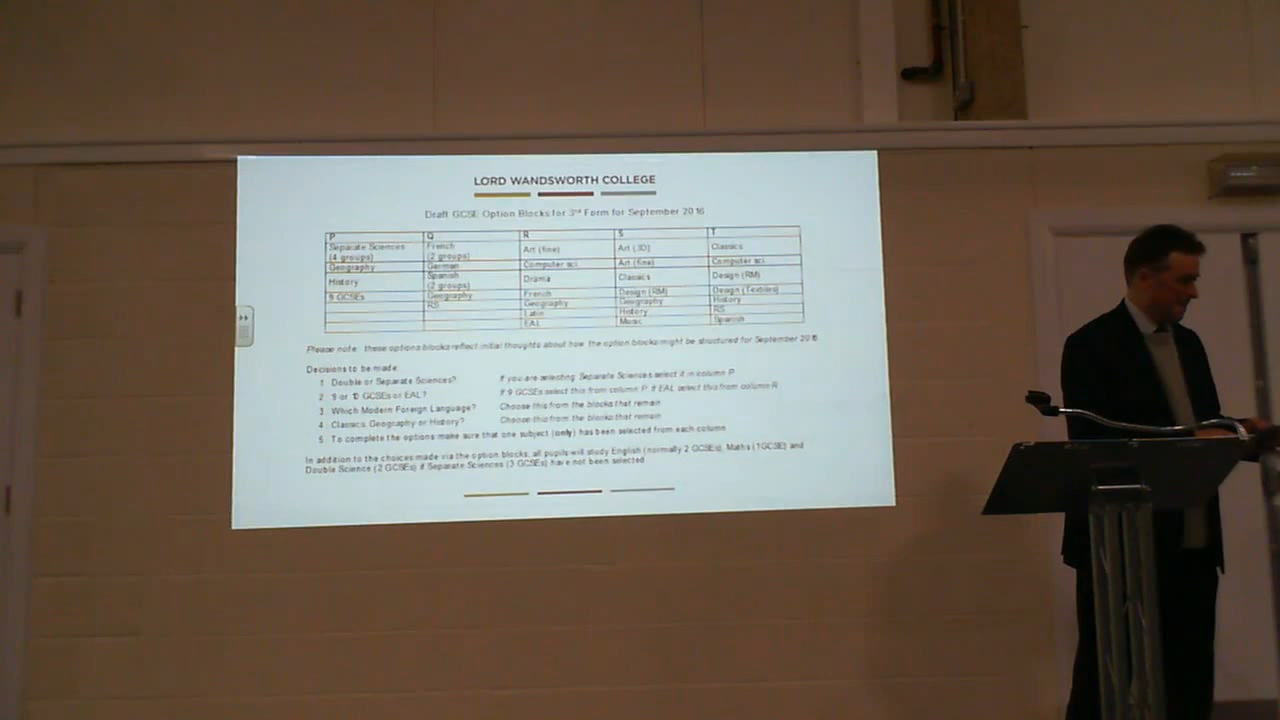 LORD WANDSWORTH COLLEGE
Draft GCSE Option Blocks for 3rd Form for September 2016
P Q R S T
Separate Sciences (4 groups) French (2 groups) Art (fine) Art (3D) Classics
Geography German Computer sci. Art (fine) Computer sci.
History Spanish (2 groups) Drama Classics Design (RM)
9 GCSEs Geography French Design (RM) Design (Textiles)
RS Geography Geography History
Latin History RS
EAL Music Spanish
Please note: these options blocks reflect initial thoughts about how the option blocks might be structured for September 2016
Decisions to be made:
1 Double or Separate Sciences? If you are selecting Separate Sciences select it in column P
2 9 or 10 GCSEs or EAL? If 9 GCSEs select this from column P. If EAL select this from column R
3 Which Modern Foreign Language? Choose this from the blocks that remain
4 Classics, Geography or History? Choose this from the blocks that remain
5 To complete the options make sure that one subject (only) has been selected from each column
In addition to the choices made via the option blocks, all pupils will study English (normally 2 GCSEs), Maths (1GCSE) and
Double Science (2 GCSEs) if Separate Sciences (3 GCSEs) have not been selected